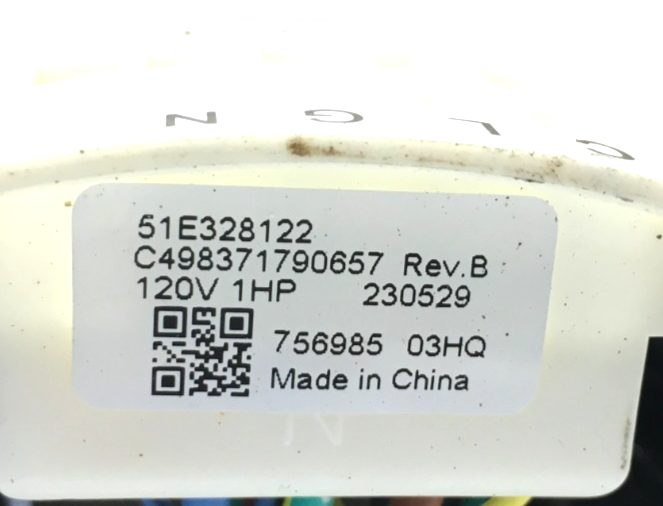 N G L C
51E328122
C498371790657 Rev.B
120V 1HP 230529
756985 03HQ
Made in China
N